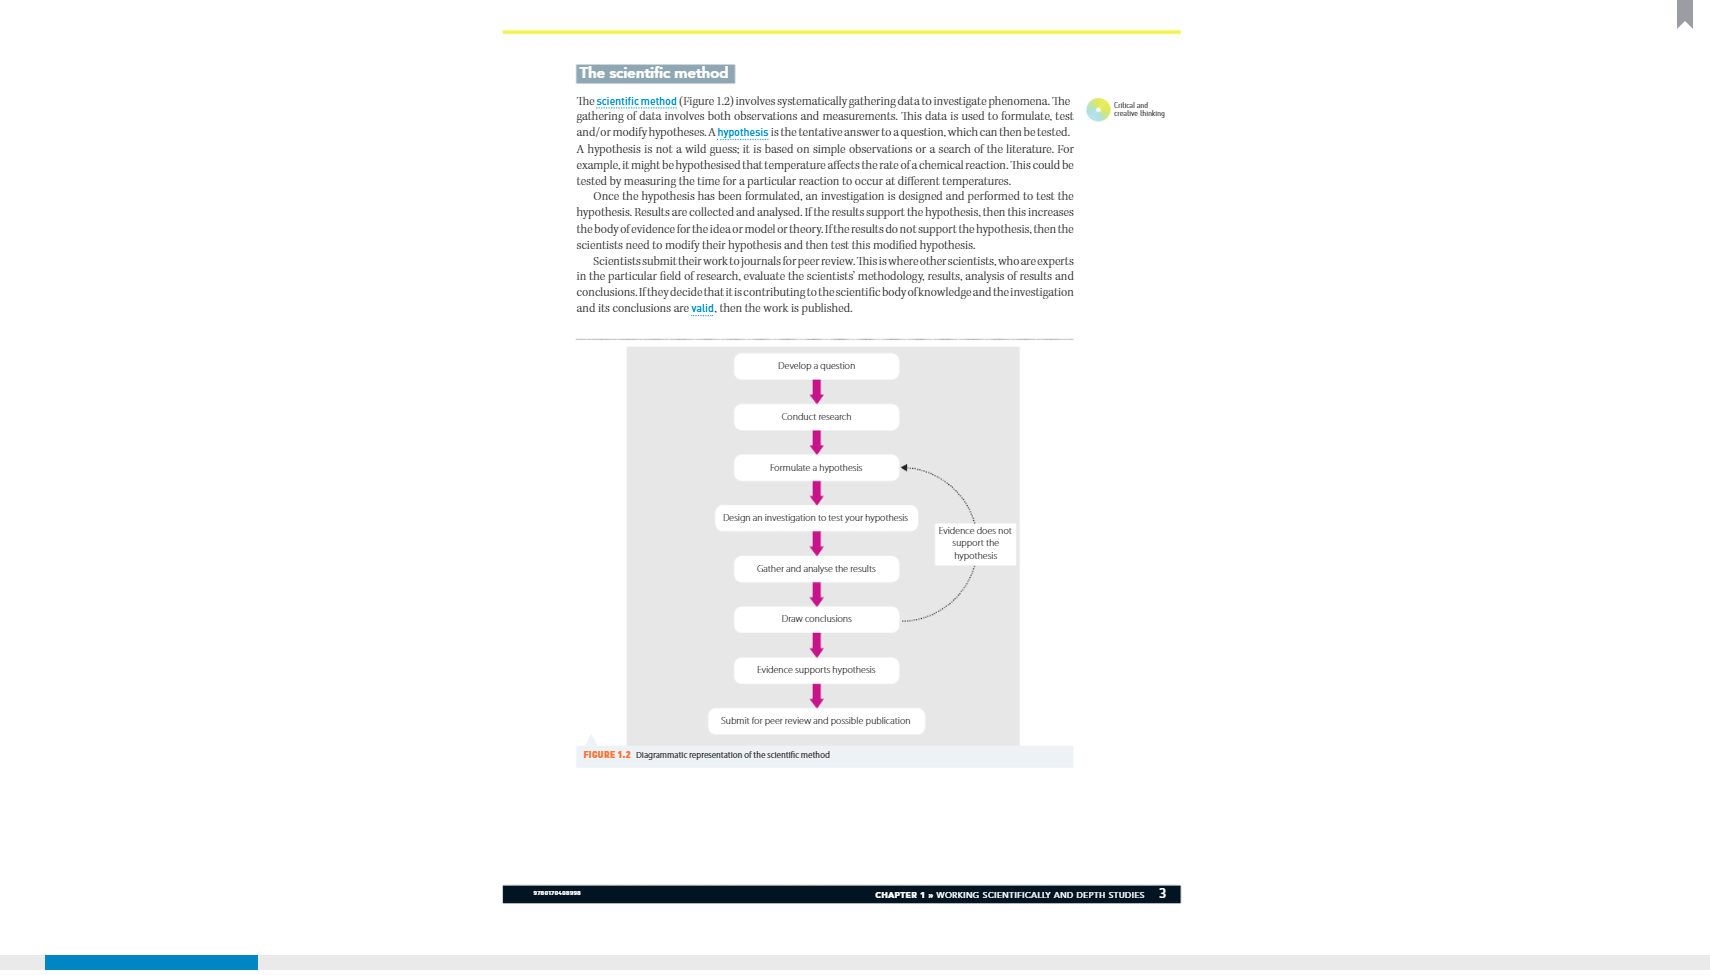 The scientific method
The scientific method (Figure 1.2) involves systematically gathering data to investigate phenomena. The
gathering of data involves both observations and measurements. This data is used to formulate, test
and/or modify hypotheses. A hypothesis is the tentative answer to a question, which can then be tested.
A hypothesis is not a wild guess; it is based on simple observations or a search of the literature. For
example, it might be hypothesised that temperature affects the rate of a chemical reaction. This could be
tested by measuring the time for a particular reaction to occur at different temperatures.
Once the hypothesis has been formulated, an investigation is designed and performed to test the
hypothesis. Results are collected and analysed. If the results support the hypothesis, then this increases
the body of evidence for the idea or model or theory. If the results do not support the hypothesis, then the
scientists need to modify their hypothesis and then test this modified hypothesis.
Scientists submit their work to journals for peer review. This is where other scientists, who are experts
in the particular field of research, evaluate the scientists' methodology, results, analysis of results and
conclusions. If they decide that it is contributing to the scientific body of knowledge and the investigation
and its conclusions are valid, then the work is published.
Critical and
creative thinking
Develop a question
Conduct research
Formulate a hypothesis
Design an investigation to test your hypothesis
Evidence does not
support the
hypothesis
Gather and analyse the results
Draw conclusions
Evidence supports hypothesis
Submit for peer review and possible publication
FIGURE 1.2 Diagrammatic representation of the scientific method
CHAPTER 1 » WORKING SCIENTIFICALLY AND DEPTH STUDIES 3